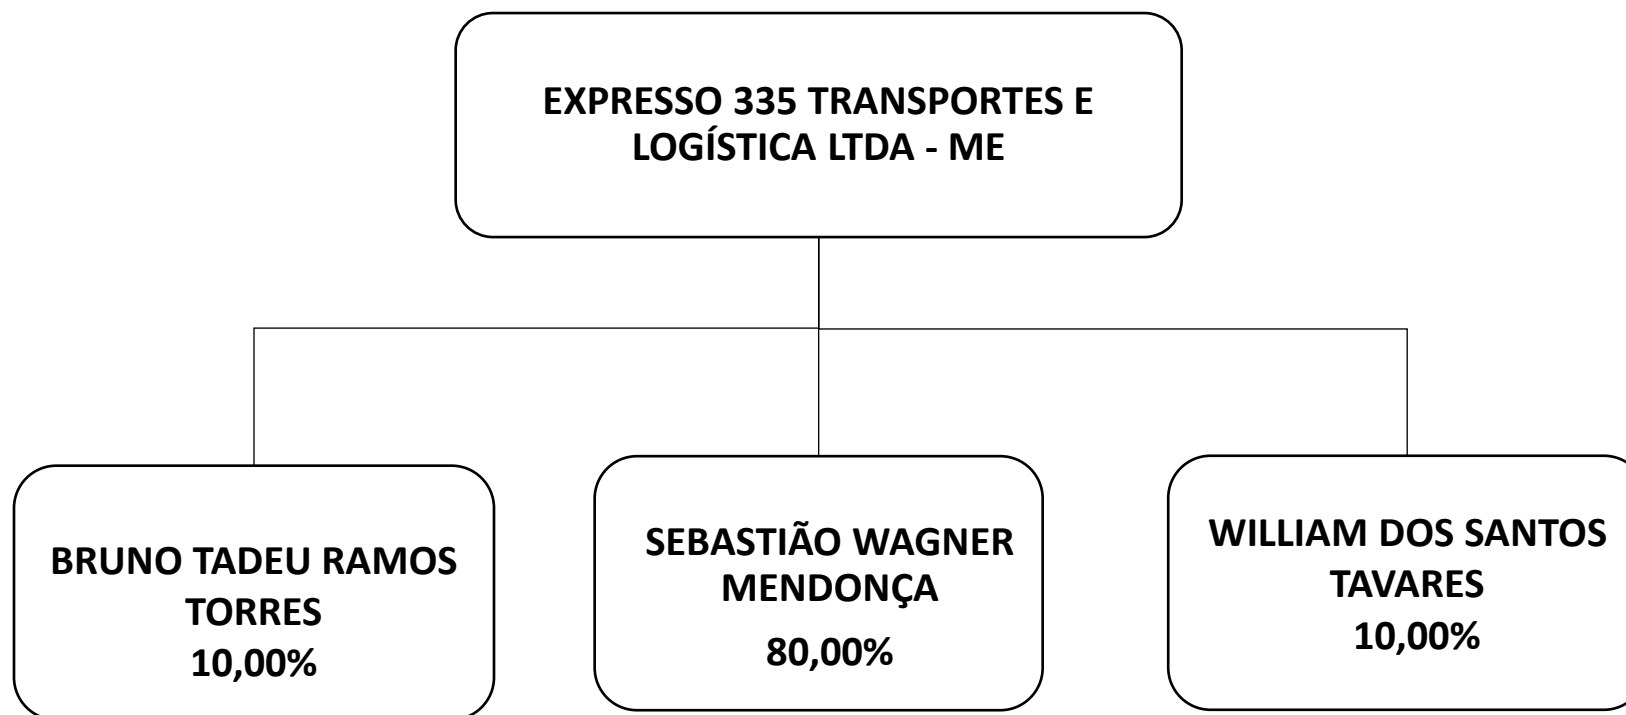 EXPRESSO 335 TRANSPORTES E
LOGÍSTICA LTDA - ME
BRUNO TADEU RAMOS
TORRES
10,00%
SEBASTIÃO WAGNER
MENDONÇA
80,00%
WILLIAM DOS SANTOS
TAVARES
10,00%